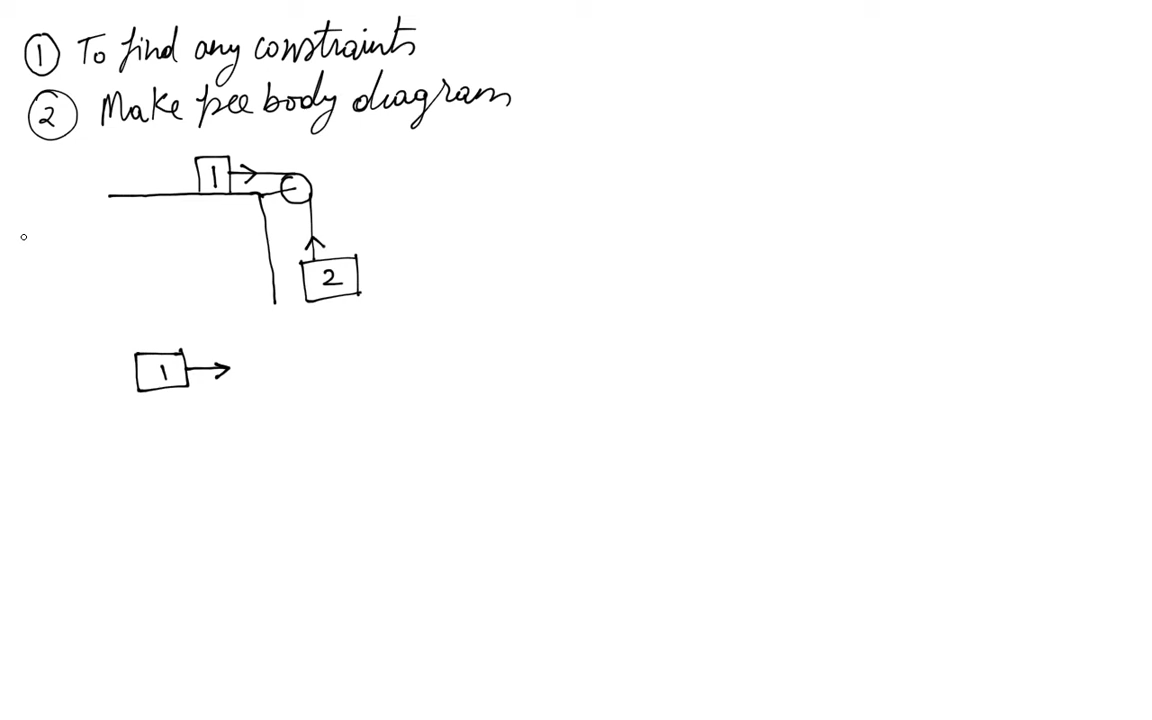 ① To find any constraints
② Make free body diagram
1
2
1